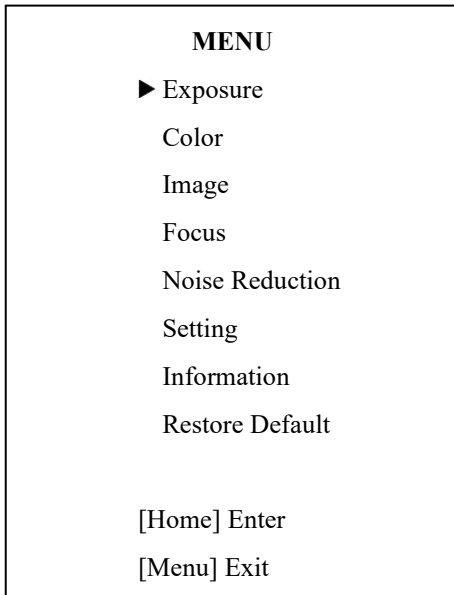 MENU
▶ Exposure
Color
Image
Focus
Noise Reduction
Setting
Information
Restore Default
[Home] Enter
[Menu] Exit